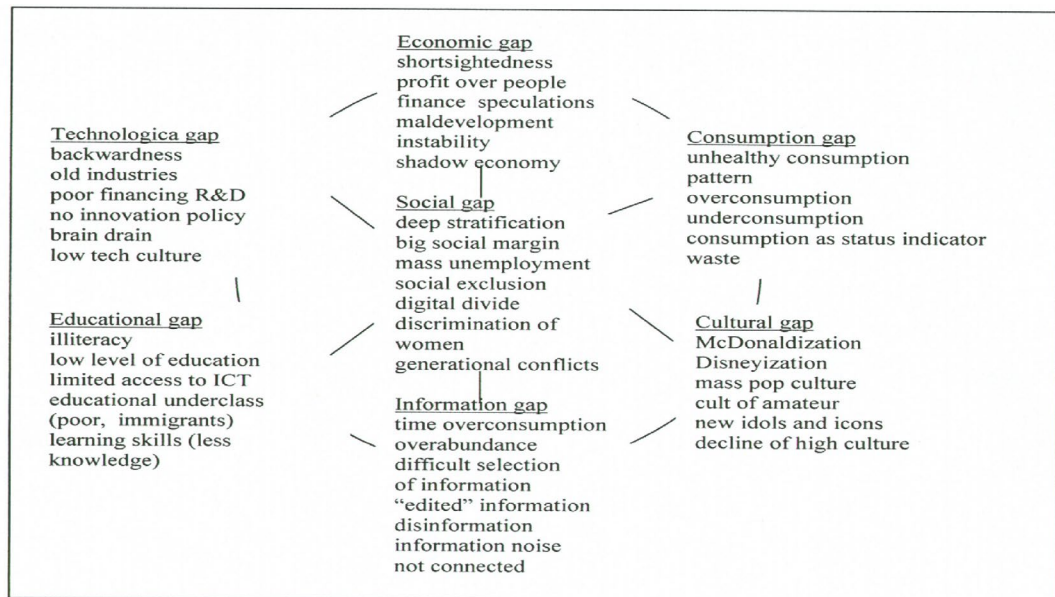 Economic gap
shortsightedness
profit over people
finance speculations
maldevelopment
instability
shadow economy
Technologica gap
backwardness
old industries
poor financing R&D
no innovation policy
brain drain
low tech culture
Social gap
deep stratification
big social margin
mass unemployment
social exclusion
digital divide
discrimination of
women
generational conflicts
Consumption gap
unhealthy consumption
pattern
overconsumption
underconsumption
consumption as status indicator
waste
Educational gap
illiteracy
low level of education
limited access to ICT
educational underclass
(poor, immigrants)
learning skills (less
knowledge)
Information gap
time overconsumption
overabundance
difficult selection
of information
“edited” information
disinformation
information noise
not connected
Cultural gap
McDonaldization
Disneyization
mass pop culture
cult of amateur
new idols and icons
decline of high culture